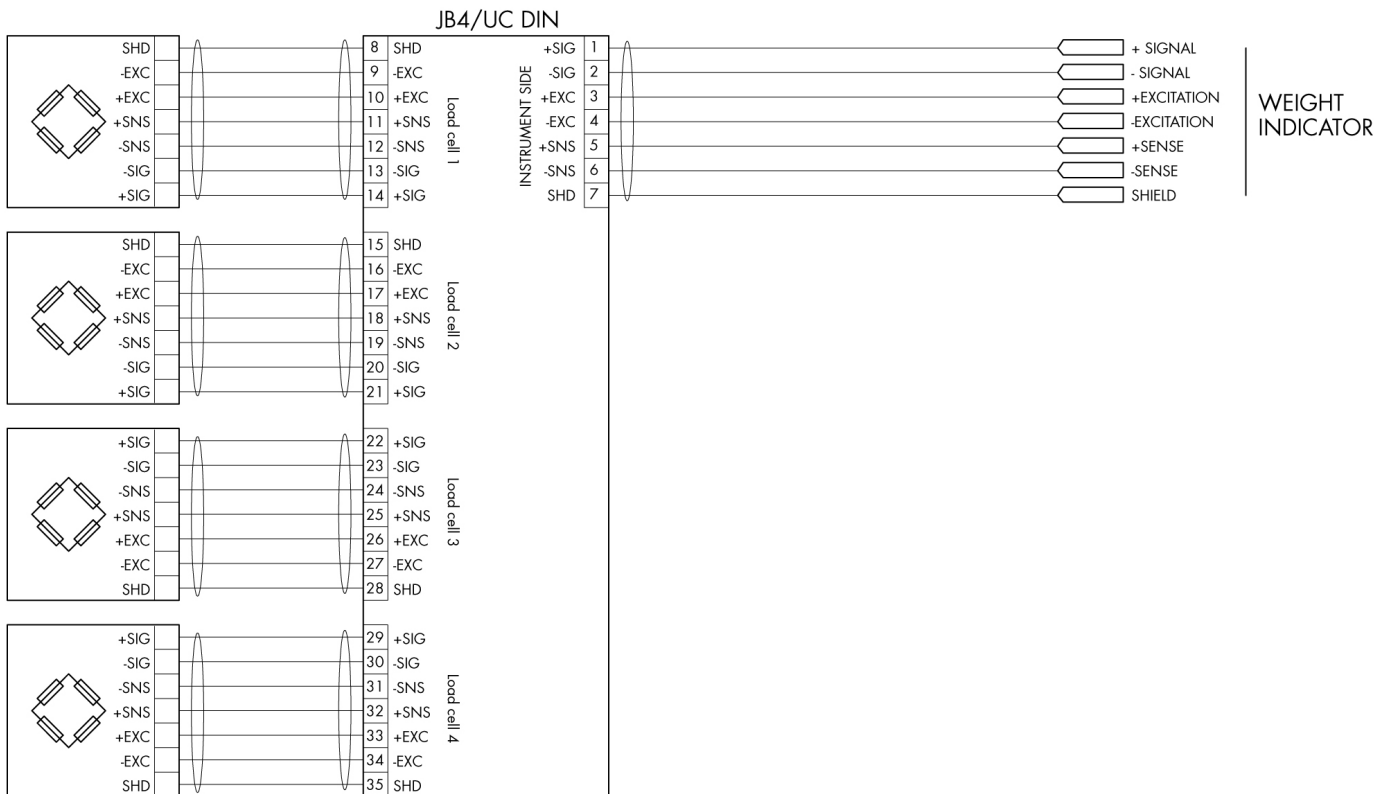 JB4/UC DIN
SHD 8 SHD +SIG 1 + SIGNAL
-EXC 9 -EXC -SIG 2 - SIGNAL
+EXC 10 +EXC +EXC 3 +EXCITATION
+SNS 11 +SNS -EXC 4 -EXCITATION
-SNS 12 -SNS +SNS 5 +SENSE
-SIG 13 -SIG -SNS 6 -SENSE
+SIG 14 +SIG SHD 7 SHIELD
Load cell 1
INSTRUMENT SIDE
WEIGHT
INDICATOR
SHD 15 SHD
-EXC 16 -EXC
+EXC 17 +EXC
+SNS 18 +SNS
-SNS 19 -SNS
-SIG 20 -SIG
+SIG 21 +SIG
Load cell 2
+SIG 22 +SIG
-SIG 23 -SIG
-SNS 24 -SNS
+SNS 25 +SNS
+EXC 26 +EXC
-EXC 27 -EXC
SHD 28 SHD
Load cell 3
+SIG 29 +SIG
-SIG 30 -SIG
-SNS 31 -SNS
+SNS 32 +SNS
+EXC 33 +EXC
-EXC 34 -EXC
SHD 35 SHD
Load cell 4